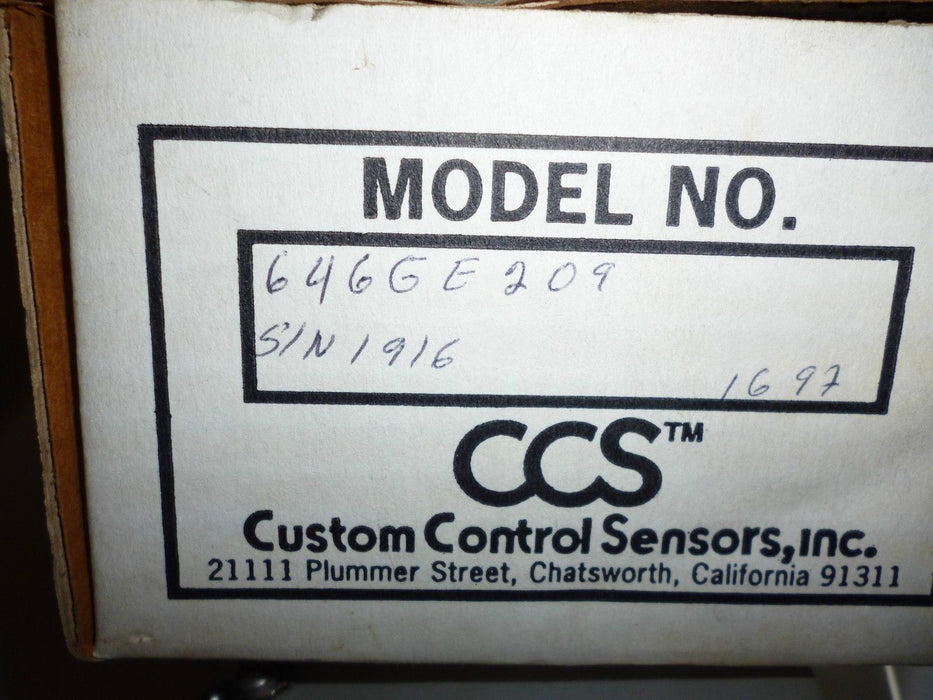 MODEL NO.
646GE209
S/N 1916
1697
CCS™
Custom Control Sensors, Inc.
21111 Plummer Street, Chatsworth, California 91311